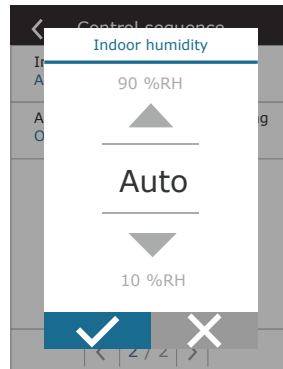 Control sequence
Indoor humidity
90 %RH
Auto
10 %RH
2 / 2